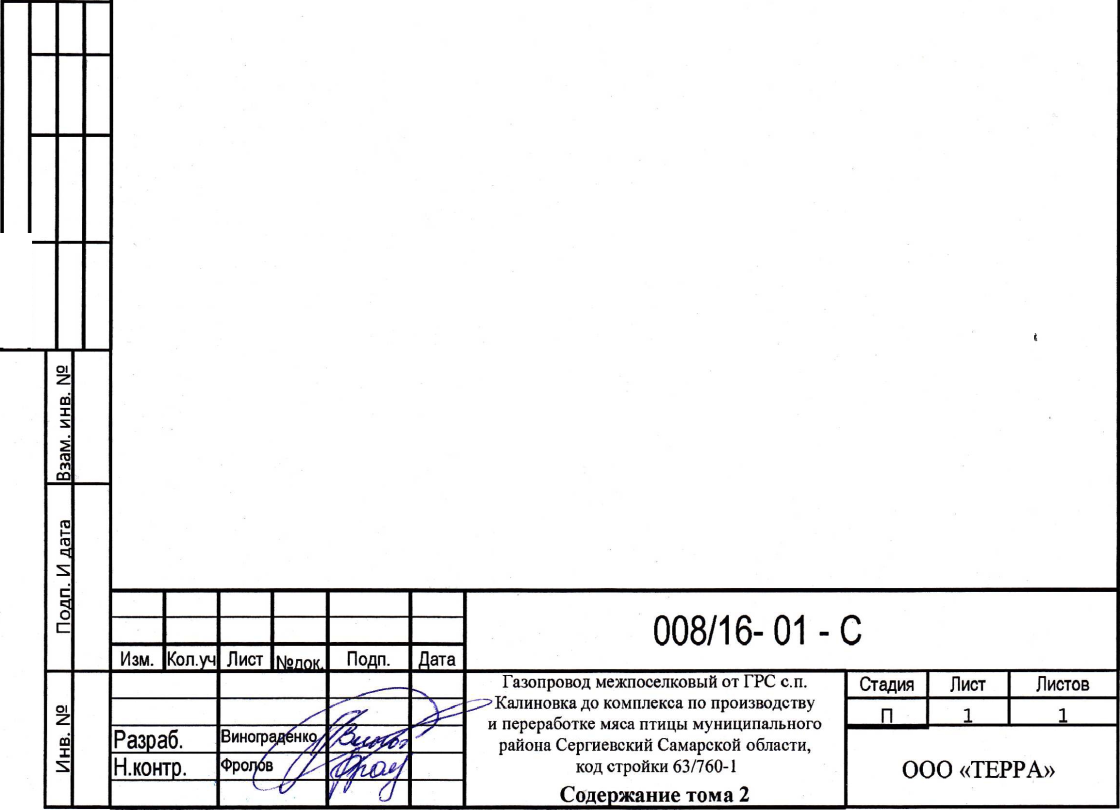 Взам. инв. №
Подп. И дата
Инв. №
008/16- 01 - С
Изм. Кол.уч Лист №док. Подп. Дата
Газопровод межпоселковый от ГРС с.п.
Калиновка до комплекса по производству
и переработке мяса птицы муниципального
района Сергиевский Самарской области,
код стройки 63/760-1
Содержание тома 2
Стадия Лист Листов
П 1 1
Разраб. Винограденко
Н.контр. Фролов
ООО «ТЕРРА»